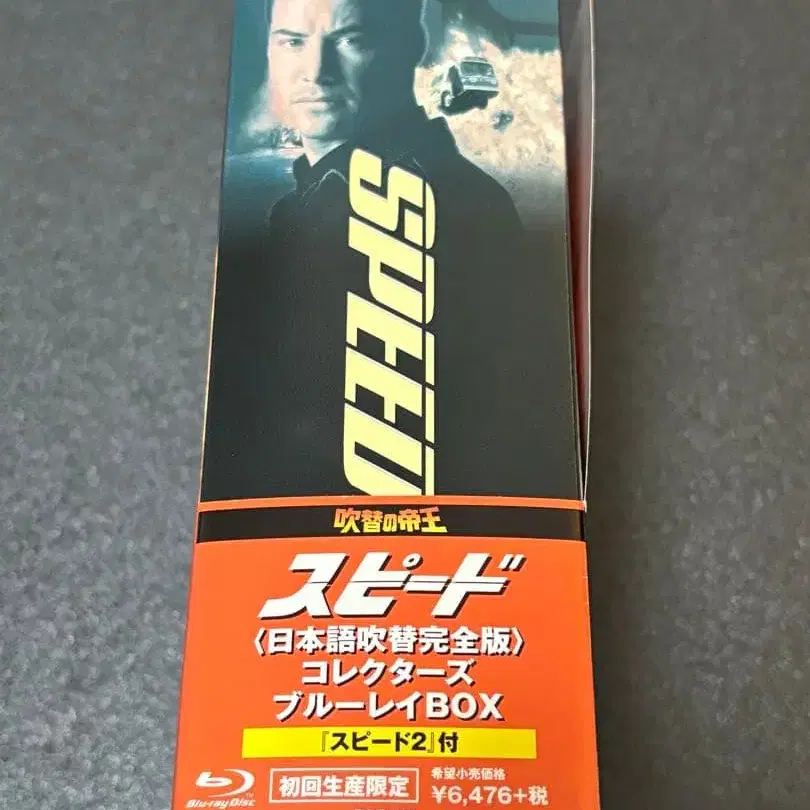 SPEED
吹替の帝王
スピード
〈日本語吹替完全版〉
コレクターズ
ブルーレイBOX
『スピード2』付
Blu-ray Disc™
初回生産限定
希望小売価格
¥6,476+税